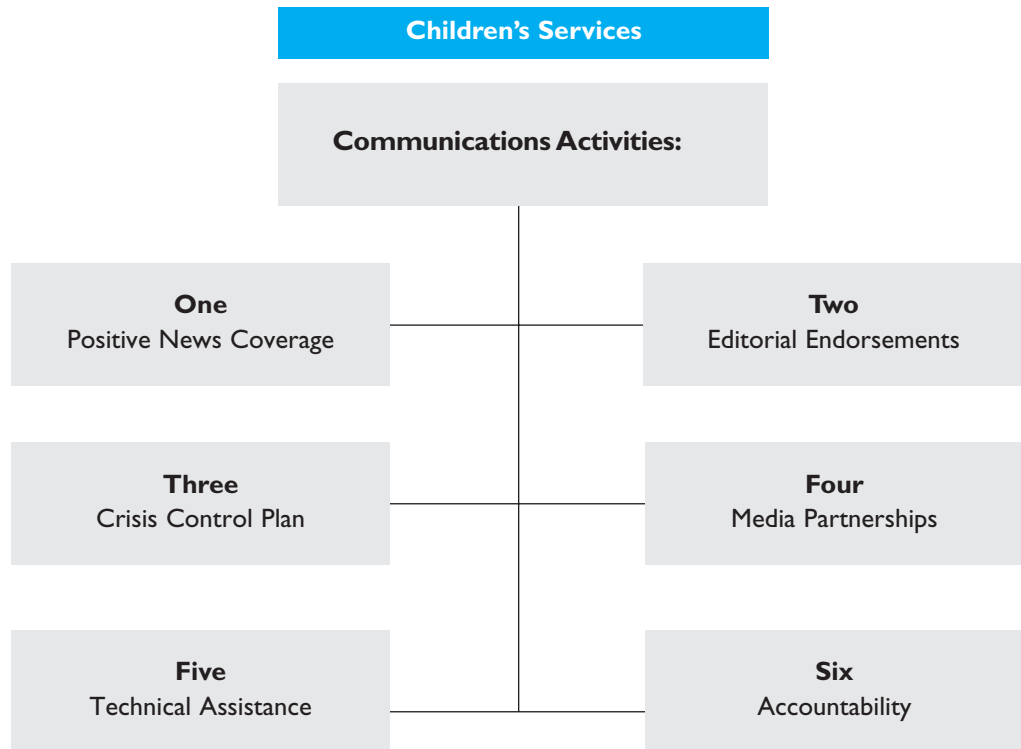 Children’s Services
Communications Activities:
One
Positive News Coverage
Two
Editorial Endorsements
Three
Crisis Control Plan
Four
Media Partnerships
Five
Technical Assistance
Six
Accountability